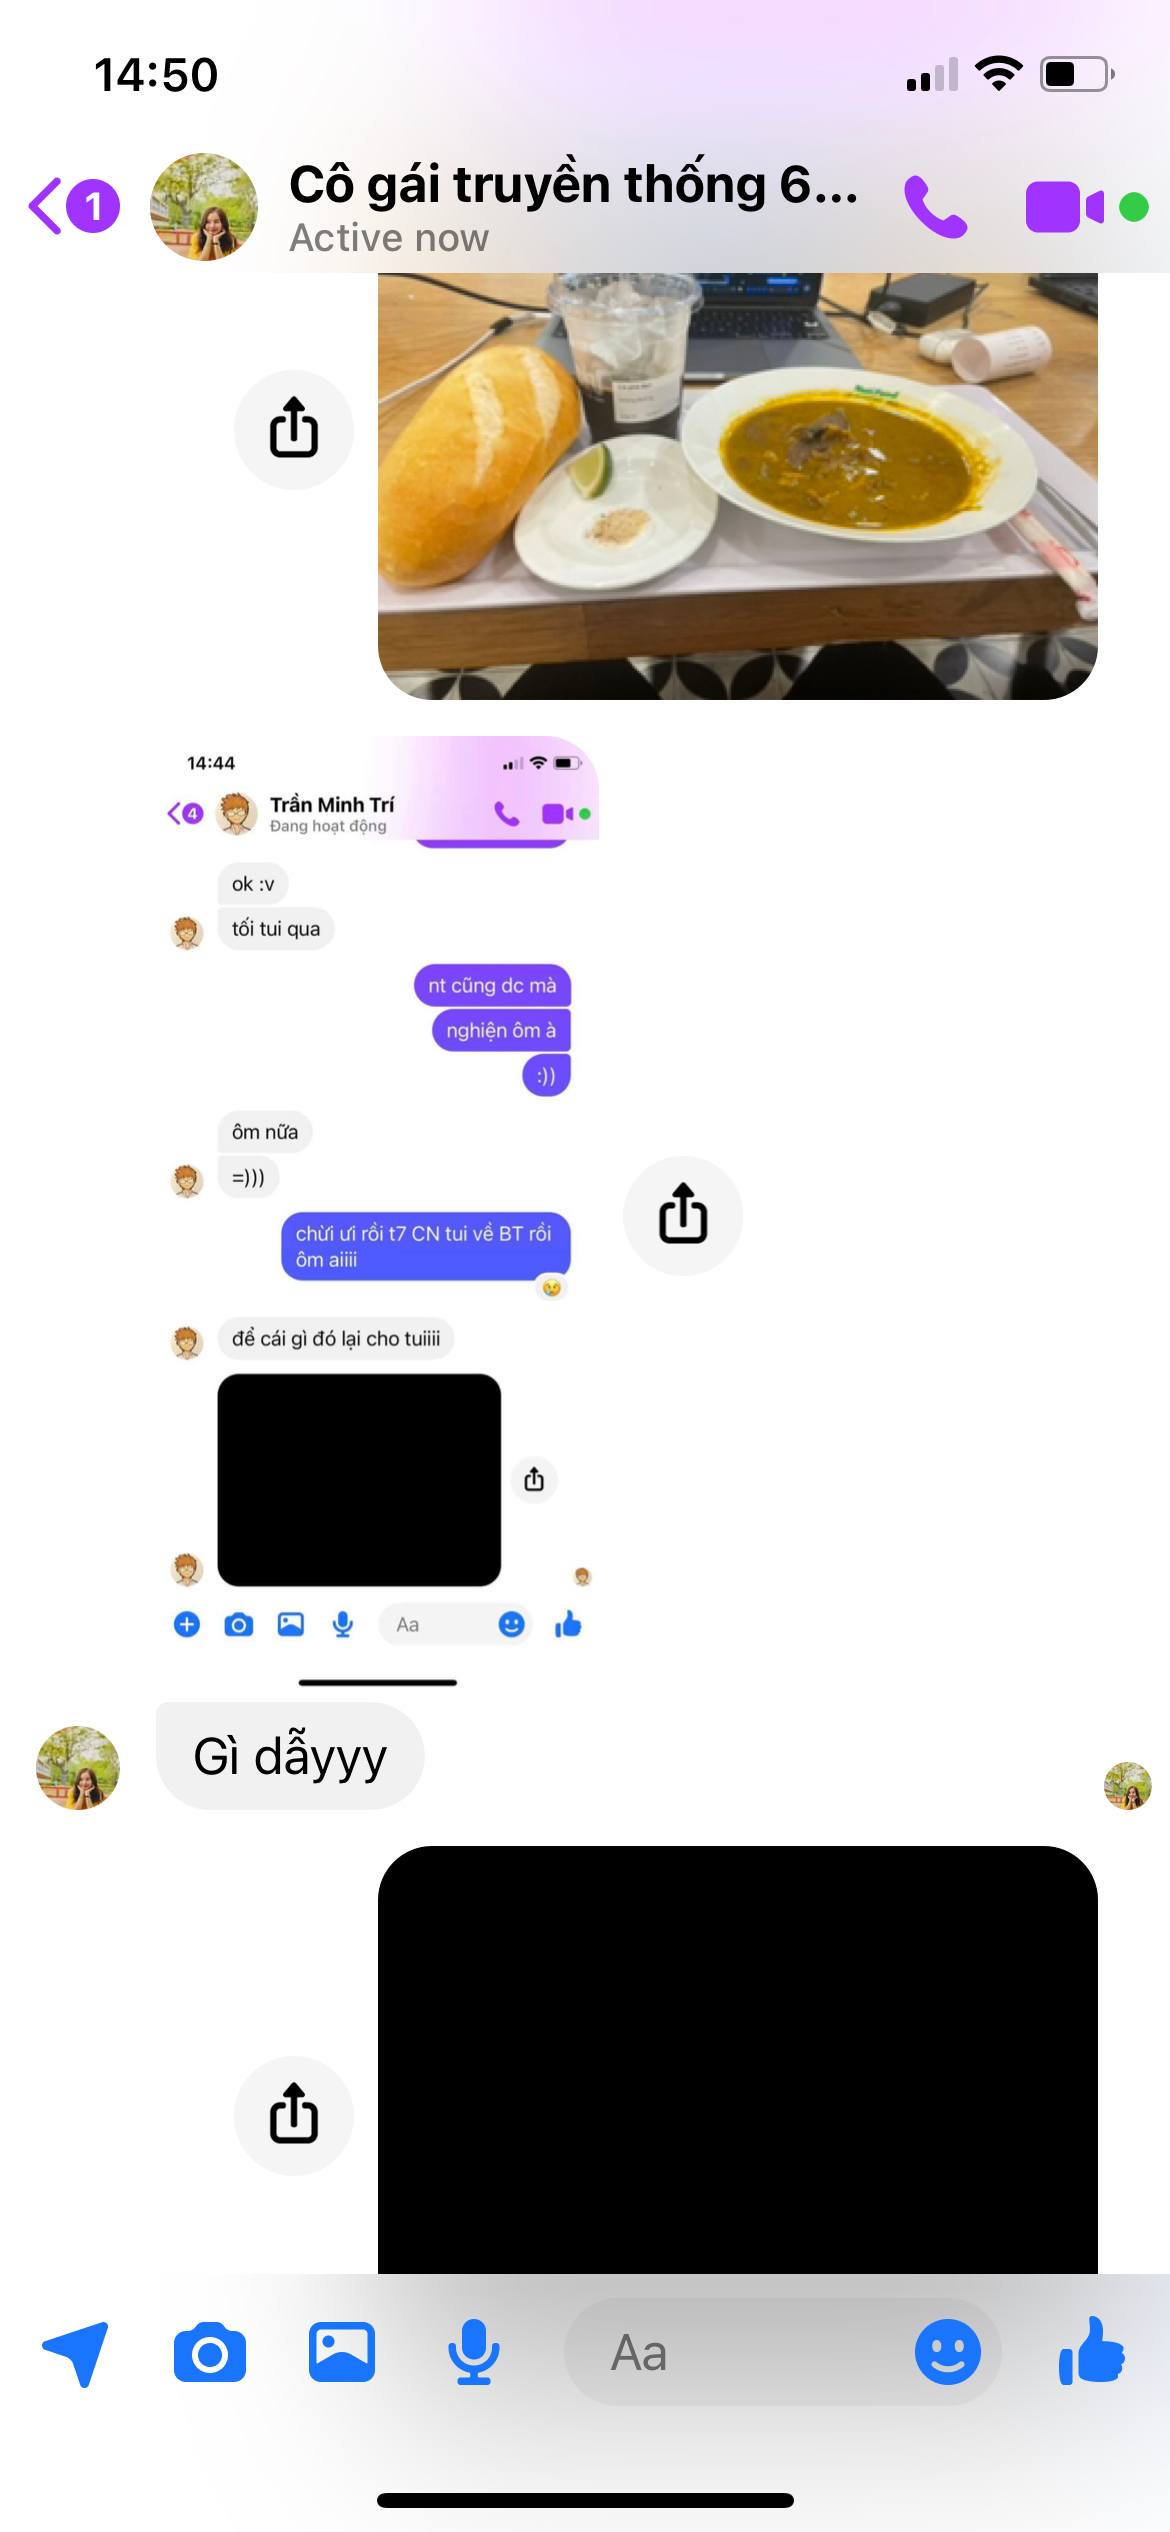 14:50
1
Cô gái truyền thống 6...
Active now
14:44
4
Trần Minh Trí
Đang hoạt động
ok :v
tối tui qua
nt cũng dc mà
nghiện ôm à
:))
ôm nữa
=)))
chừi ưi rồi t7 CN tui về BT rồi
ôm aiiii
để cái gì đó lại cho tuiiii
Aa
Gì dẫyyy
Aa